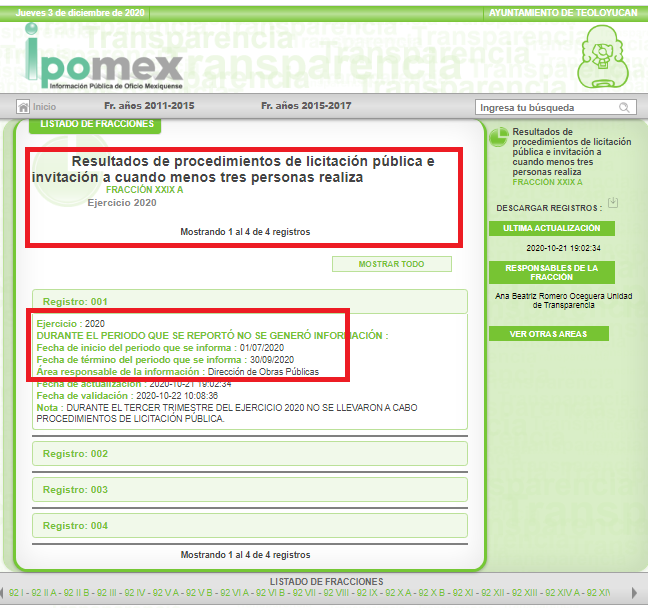 Jueves 3 de diciembre de 2020
AYUNTAMIENTO DE TEOLOYUCAN
Transparencia
Transparencia
ipomex
Información Pública de Oficio Mexiquense
Inicio
Fr. años 2011-2015
Fr. años 2015-2017
Ingresa tu búsqueda
LISTADO DE FRACCIONES
Resultados de procedimientos de licitación pública e
invitación a cuando menos tres personas realiza
FRACCIÓN XXIX A
Ejercicio 2020
Mostrando 1 al 4 de 4 registros
MOSTRAR TODO
Registro: 001
Ejercicio : 2020
DURANTE EL PERIODO QUE SE REPORTÓ NO SE GENERÓ INFORMACIÓN :
Fecha de inicio del periodo que se informa : 01/07/2020
Fecha de término del periodo que se informa : 30/09/2020
Área responsable de la información : Dirección de Obras Públicas
Fecha de actualización : 2020-10-21 19:02:34
Fecha de validación : 2020-10-22 10:08:36
Nota : DURANTE EL TERCER TRIMESTRE DEL EJERCICIO 2020 NO SE LLEVARON A CABO
PROCEDIMIENTOS DE LICITACIÓN PÚBLICA.
Registro: 002
Registro: 003
Registro: 004
Mostrando 1 al 4 de 4 registros
Resultados de
procedimientos de licitación
pública e invitación a
cuando menos tres
personas realiza
FRACCIÓN XXIX A
DESCARGAR REGISTROS :
ULTIMA ACTUALIZACIÓN
2020-10-21 19:02:34
RESPONSABLES DE LA
FRACCIÓN
Ana Beatriz Romero Oceguera Unidad
de Transparencia
VER OTRAS AREAS
LISTADO DE FRACCIONES
92 I - 92 II A - 92 II B - 92 III - 92 IV - 92 V A - 92 V B - 92 VI A - 92 VI B - 92 VII - 92 VIII - 92 IX - 92 X A - 92 X B - 92 XI - 92 XII - 92 XIII - 92 XIV A - 92 XIV